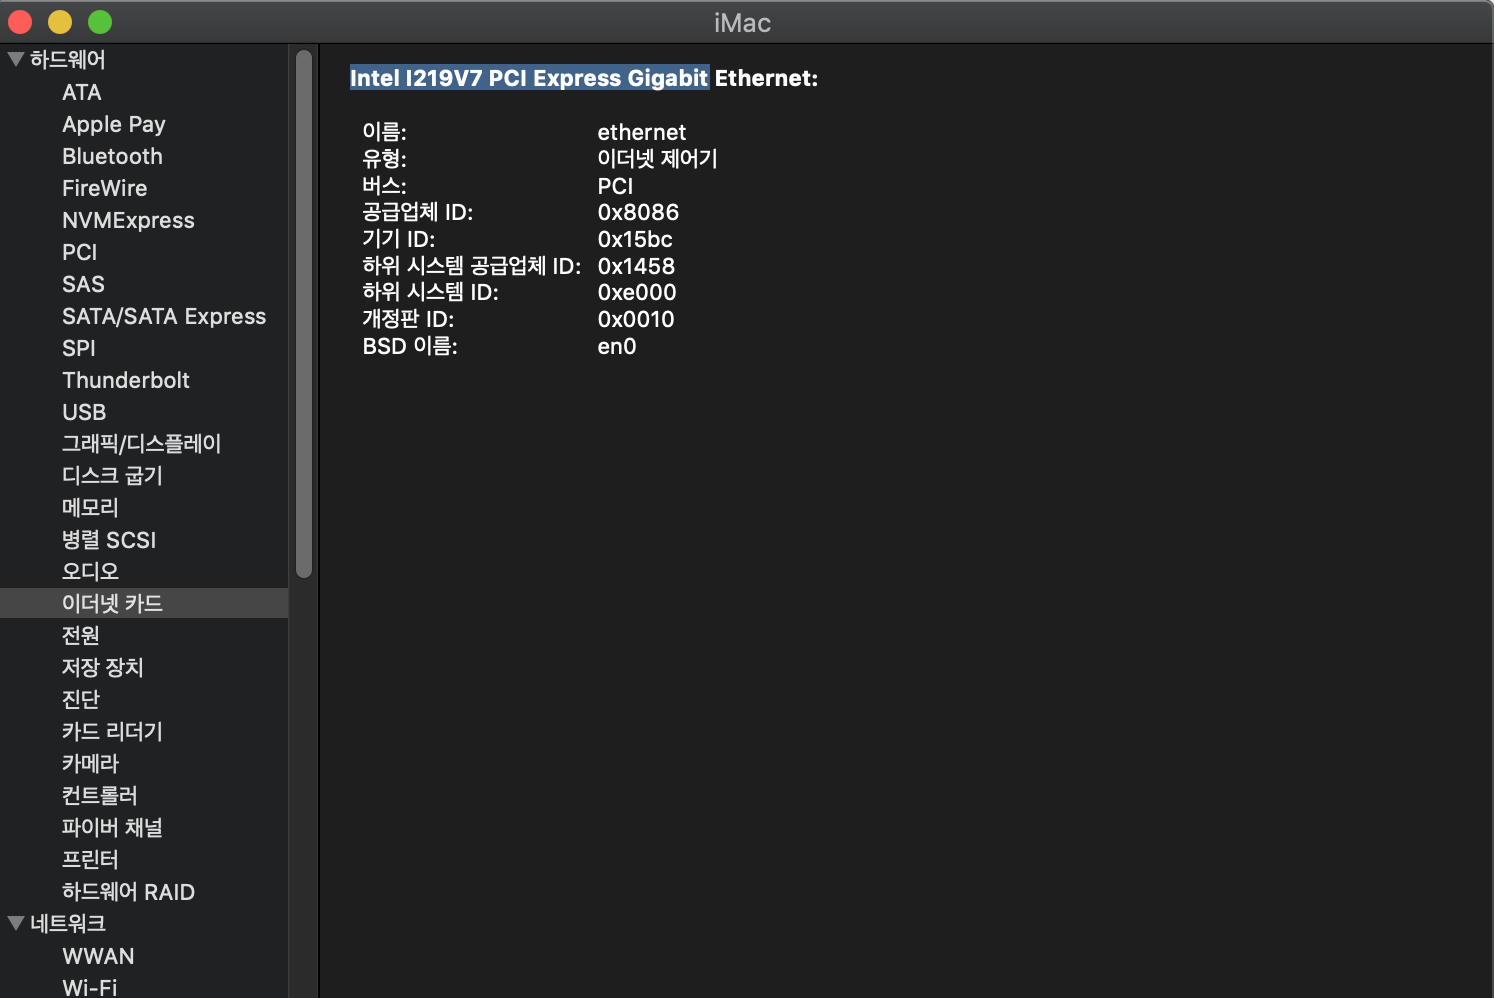 iMac
하드웨어
ATA
Apple Pay
Bluetooth
FireWire
NVMExpress
PCI
SAS
SATA/SATA Express
SPI
Thunderbolt
USB
그래픽/디스플레이
디스크 굽기
메모리
병렬 SCSI
오디오
이더넷 카드
전원
저장 장치
진단
카드 리더기
카메라
컨트롤러
파이버 채널
프린터
하드웨어 RAID
네트워크
WWAN
Wi-Fi
Intel I219V7 PCI Express Gigabit Ethernet:
이름: ethernet
유형: 이더넷 제어기
버스: PCI
공급업체 ID: 0x8086
기기 ID: 0x15bc
하위 시스템 공급업체 ID: 0x1458
하위 시스템 ID: 0xe000
개정판 ID: 0x0010
BSD 이름: en0